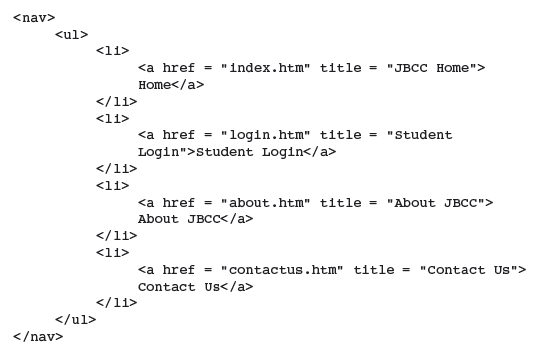 <nav>
<ul>
<li>
<a href = "index.htm" title = "JBCC Home">
Home</a>
</li>
<li>
<a href = "login.htm" title = "Student
Login">Student Login</a>
</li>
<li>
<a href = "about.htm" title = "About JBCC">
About JBCC</a>
</li>
<li>
<a href = "contactus.htm" title = "Contact Us">
Contact Us</a>
</li>
</ul>
</nav>